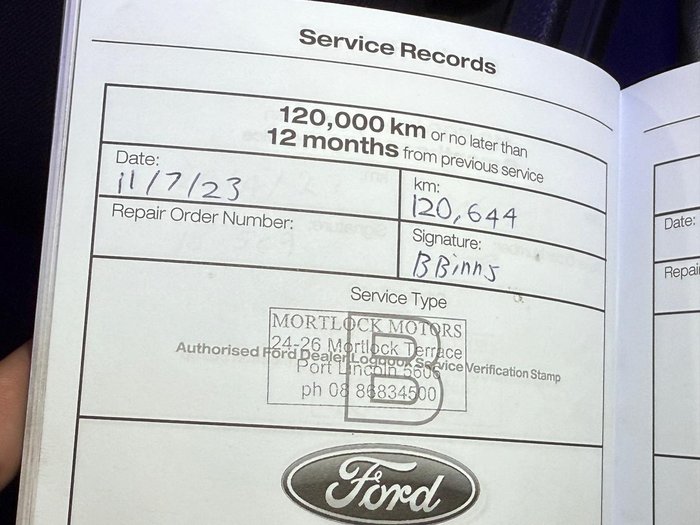 Service Records
120,000 km or no later than
12 months from previous service
Date:
11/7/23
km:
120,644
Repair Order Number:
Signature:
BBinns
Service Type
B
MORTLOCK MOTORS
24-26 Mortlock Terrace
Authorised Ford Dealer Logbook Service Verification Stamp
Port Lincoln 5606
ph 08 86834500
Ford
Date:
Repai